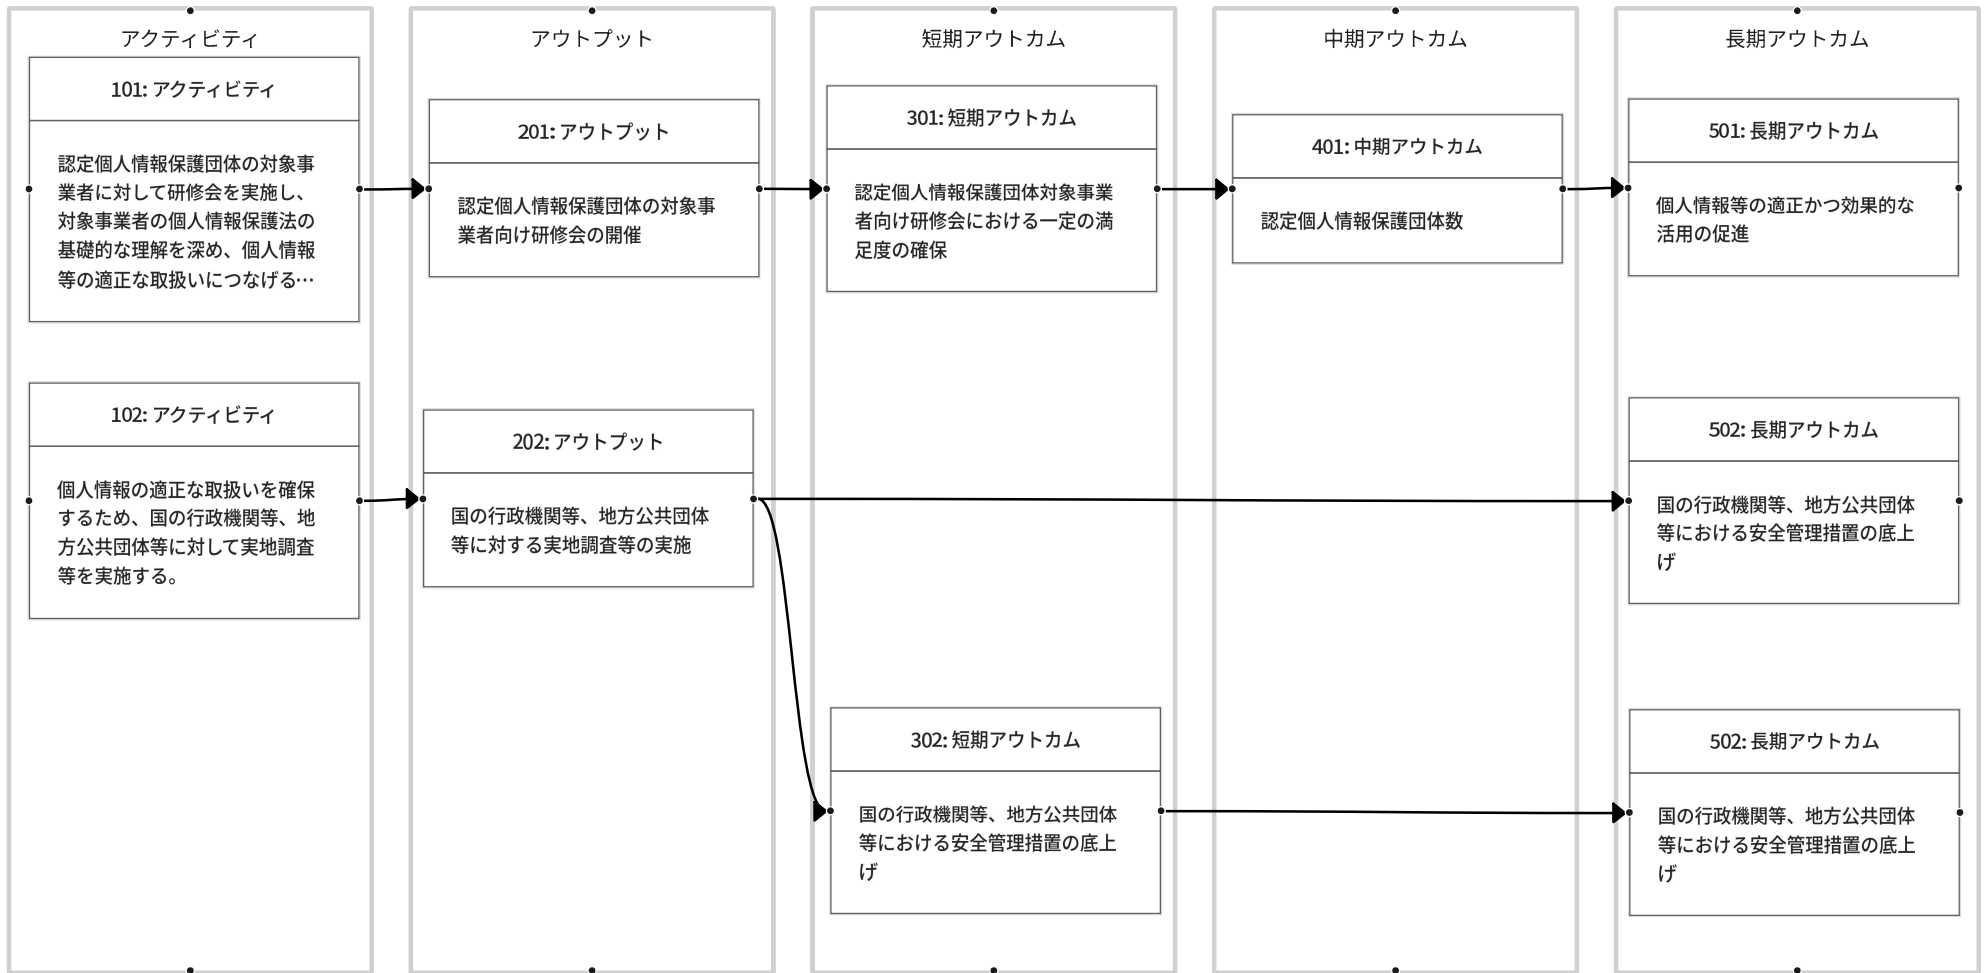 アクティビティ
101: アクティビティ
認定個人情報保護団体の対象事
業者に対して研修会を実施し、
対象事業者の個人情報保護法の
基礎的な理解を深め、個人情報
等の適正な取扱いにつなげる…
102: アクティビティ
個人情報の適正な取扱いを確保
するため、国の行政機関等、地
方公共団体等に対して実地調査
等を実施する。
アウトプット
201: アウトプット
認定個人情報保護団体の対象事
業者向け研修会の開催
202: アウトプット
国の行政機関等、地方公共団体
等に対する実地調査等の実施
短期アウトカム
301: 短期アウトカム
認定個人情報保護団体対象事業
者向け研修会における一定の満
足度の確保
302: 短期アウトカム
国の行政機関等、地方公共団体
等における安全管理措置の底上
げ
中期アウトカム
401: 中期アウトカム
認定個人情報保護団体数
長期アウトカム
501: 長期アウトカム
個人情報等の適正かつ効果的な
活用の促進
502: 長期アウトカム
国の行政機関等、地方公共団体
等における安全管理措置の底上
げ
502: 長期アウトカム
国の行政機関等、地方公共団体
等における安全管理措置の底上
げ